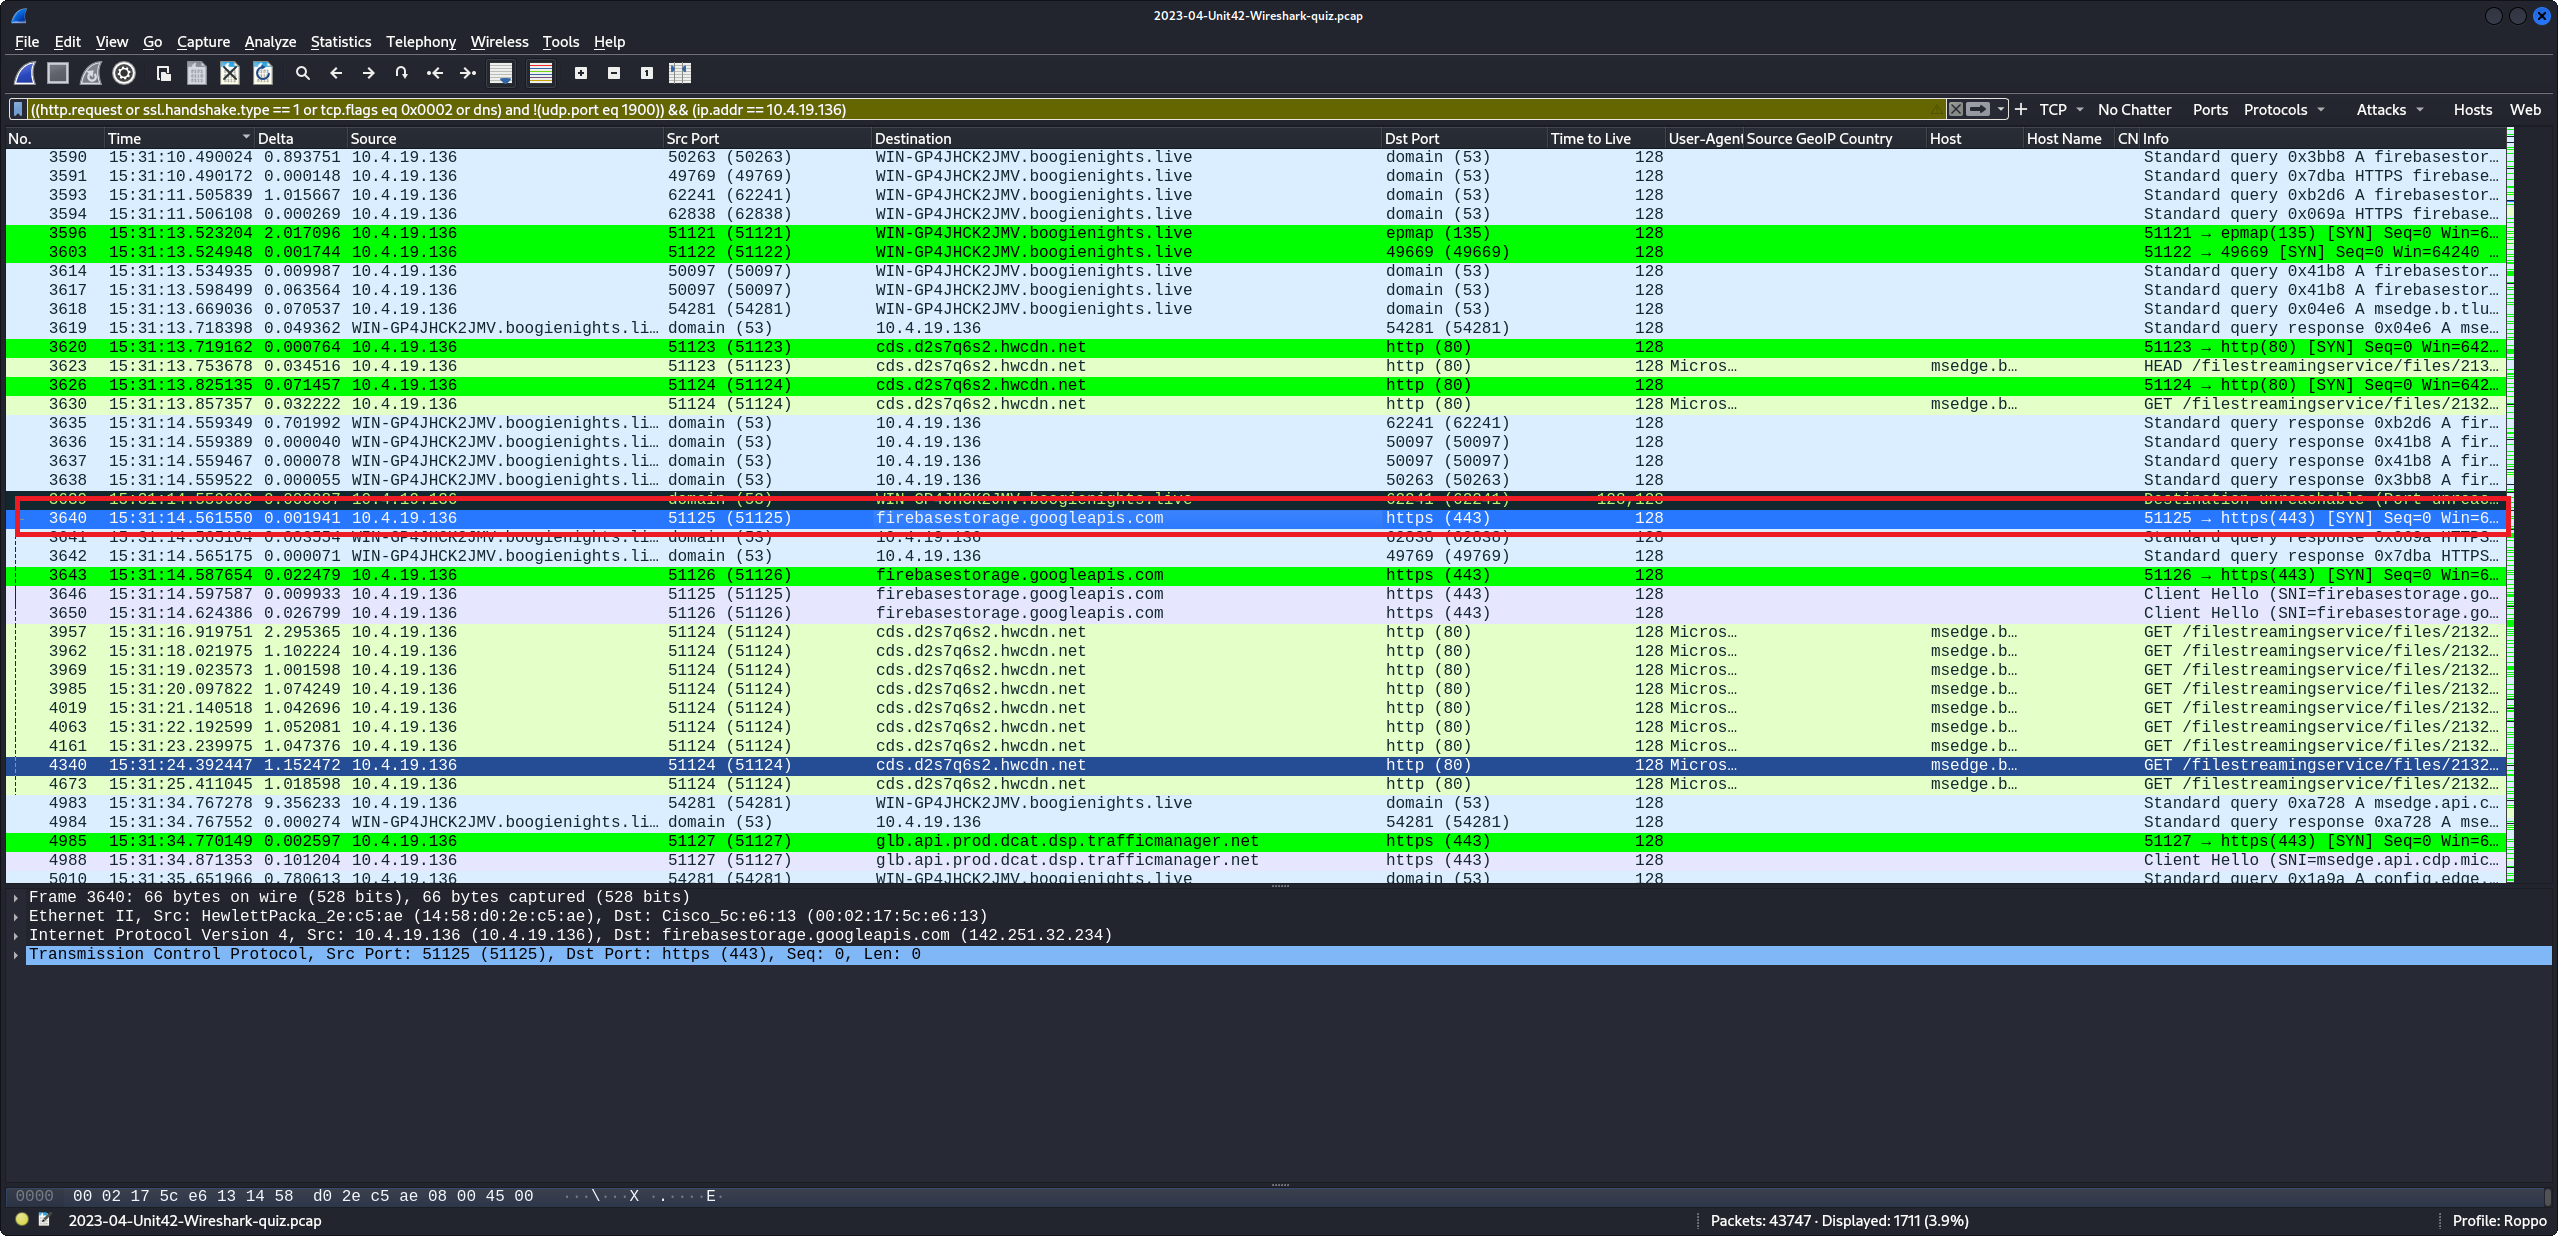 2023-04-Unit42-Wireshark-quiz.pcap
File Edit View Go Capture Analyze Statistics Telephony Wireless Tools Help
((http.request or ssl.handshake.type == 1 or tcp.flags eq 0x0002 or dns) and !(udp.port eq 1900)) && (ip.addr == 10.4.19.136) + TCP No Chatter Ports Protocols Attacks Hosts Web
No. Time Delta Source Src Port Destination Dst Port Time to Live User-Agent Source GeoIP Country Host Host Name CN Info
3590 15:31:10.490024 0.893751 10.4.19.136 50263 (50263) WIN-GP4JHCK2JMV.boogienights.live domain (53) 128 Standard query 0x3bb8 A firebasestor…
3591 15:31:10.490172 0.000148 10.4.19.136 49769 (49769) WIN-GP4JHCK2JMV.boogienights.live domain (53) 128 Standard query 0x7dba HTTPS firebase…
3593 15:31:11.505839 1.015667 10.4.19.136 62241 (62241) WIN-GP4JHCK2JMV.boogienights.live domain (53) 128 Standard query 0xb2d6 A firebasestor…
3594 15:31:11.506108 0.000269 10.4.19.136 62838 (62838) WIN-GP4JHCK2JMV.boogienights.live domain (53) 128 Standard query 0x069a HTTPS firebase…
3596 15:31:13.523204 2.017096 10.4.19.136 51121 (51121) WIN-GP4JHCK2JMV.boogienights.live epmap (135) 128 51121 → epmap(135) [SYN] Seq=0 Win=6…
3603 15:31:13.524948 0.001744 10.4.19.136 51122 (51122) WIN-GP4JHCK2JMV.boogienights.live 49669 (49669) 128 51122 → 49669 [SYN] Seq=0 Win=64240 …
3614 15:31:13.534935 0.009987 10.4.19.136 50097 (50097) WIN-GP4JHCK2JMV.boogienights.live domain (53) 128 Standard query 0x41b8 A firebasestor…
3617 15:31:13.598499 0.063564 10.4.19.136 50097 (50097) WIN-GP4JHCK2JMV.boogienights.live domain (53) 128 Standard query 0x41b8 A firebasestor…
3618 15:31:13.669036 0.070537 10.4.19.136 54281 (54281) WIN-GP4JHCK2JMV.boogienights.live domain (53) 128 Standard query 0x04e6 A msedge.b.tlu…
3619 15:31:13.718398 0.049362 WIN-GP4JHCK2JMV.boogienights.li… domain (53) 10.4.19.136 54281 (54281) 128 Standard query response 0x04e6 A mse…
3620 15:31:13.719162 0.000764 10.4.19.136 51123 (51123) cds.d2s7q6s2.hwcdn.net http (80) 128 51123 → http(80) [SYN] Seq=0 Win=642…
3623 15:31:13.753678 0.034516 10.4.19.136 51123 (51123) cds.d2s7q6s2.hwcdn.net http (80) 128 Micros… msedge.b… HEAD /filestreamingservice/files/213…
3626 15:31:13.825135 0.071457 10.4.19.136 51124 (51124) cds.d2s7q6s2.hwcdn.net http (80) 128 51124 → http(80) [SYN] Seq=0 Win=642…
3630 15:31:13.857357 0.032222 10.4.19.136 51124 (51124) cds.d2s7q6s2.hwcdn.net http (80) 128 Micros… msedge.b… GET /filestreamingservice/files/2132…
3635 15:31:14.559349 0.701992 WIN-GP4JHCK2JMV.boogienights.li… domain (53) 10.4.19.136 62241 (62241) 128 Standard query response 0xb2d6 A fir…
3636 15:31:14.559389 0.000040 WIN-GP4JHCK2JMV.boogienights.li… domain (53) 10.4.19.136 50097 (50097) 128 Standard query response 0x41b8 A fir…
3637 15:31:14.559467 0.000078 WIN-GP4JHCK2JMV.boogienights.li… domain (53) 10.4.19.136 50097 (50097) 128 Standard query response 0x41b8 A fir…
3638 15:31:14.559522 0.000055 WIN-GP4JHCK2JMV.boogienights.li… domain (53) 10.4.19.136 50263 (50263) 128 Standard query response 0x3bb8 A fir…
10.4.19.136 domain (53) WIN-GP4JHCK2JMV.boogienights.live 62241 (62241) 128,128 Destination unreachable (Port unreac…
3640 15:31:14.561550 0.001941 10.4.19.136 51125 (51125) firebasestorage.googleapis.com https (443) 128 51125 → https(443) [SYN] Seq=0 Win=6…
3641 WIN-GP4JHCK2JMV.boogienights.li… domain (53) 10.4.19.136 62838 (62838) 128 Standard query response 0x069a HTTPS…
3642 15:31:14.565175 0.000071 WIN-GP4JHCK2JMV.boogienights.li… domain (53) 10.4.19.136 49769 (49769) 128 Standard query response 0x7dba HTTPS…
3643 15:31:14.587654 0.022479 10.4.19.136 51126 (51126) firebasestorage.googleapis.com https (443) 128 51126 → https(443) [SYN] Seq=0 Win=6…
3646 15:31:14.597587 0.009933 10.4.19.136 51125 (51125) firebasestorage.googleapis.com https (443) 128 Client Hello (SNI=firebasestorage.go…
3650 15:31:14.624386 0.026799 10.4.19.136 51126 (51126) firebasestorage.googleapis.com https (443) 128 Client Hello (SNI=firebasestorage.go…
3957 15:31:16.919751 2.295365 10.4.19.136 51124 (51124) cds.d2s7q6s2.hwcdn.net http (80) 128 Micros… msedge.b… GET /filestreamingservice/files/2132…
3962 15:31:18.021975 1.102224 10.4.19.136 51124 (51124) cds.d2s7q6s2.hwcdn.net http (80) 128 Micros… msedge.b… GET /filestreamingservice/files/2132…
3969 15:31:19.023573 1.001598 10.4.19.136 51124 (51124) cds.d2s7q6s2.hwcdn.net http (80) 128 Micros… msedge.b… GET /filestreamingservice/files/2132…
3985 15:31:20.097822 1.074249 10.4.19.136 51124 (51124) cds.d2s7q6s2.hwcdn.net http (80) 128 Micros… msedge.b… GET /filestreamingservice/files/2132…
4019 15:31:21.140518 1.042696 10.4.19.136 51124 (51124) cds.d2s7q6s2.hwcdn.net http (80) 128 Micros… msedge.b… GET /filestreamingservice/files/2132…
4063 15:31:22.192599 1.052081 10.4.19.136 51124 (51124) cds.d2s7q6s2.hwcdn.net http (80) 128 Micros… msedge.b… GET /filestreamingservice/files/2132…
4161 15:31:23.239975 1.047376 10.4.19.136 51124 (51124) cds.d2s7q6s2.hwcdn.net http (80) 128 Micros… msedge.b… GET /filestreamingservice/files/2132…
4340 15:31:24.392447 1.152472 10.4.19.136 51124 (51124) cds.d2s7q6s2.hwcdn.net http (80) 128 Micros… msedge.b… GET /filestreamingservice/files/2132…
4673 15:31:25.411045 1.018598 10.4.19.136 51124 (51124) cds.d2s7q6s2.hwcdn.net http (80) 128 Micros… msedge.b… GET /filestreamingservice/files/2132…
4983 15:31:34.767278 9.356233 10.4.19.136 54281 (54281) WIN-GP4JHCK2JMV.boogienights.live domain (53) 128 Standard query 0xa728 A msedge.api.c…
4984 15:31:34.767552 0.000274 WIN-GP4JHCK2JMV.boogienights.li… domain (53) 10.4.19.136 54281 (54281) 128 Standard query response 0xa728 A mse…
4985 15:31:34.770149 0.002597 10.4.19.136 51127 (51127) glb.api.prod.dcat.dsp.trafficmanager.net https (443) 128 51127 → https(443) [SYN] Seq=0 Win=6…
4988 15:31:34.871353 0.101204 10.4.19.136 51127 (51127) glb.api.prod.dcat.dsp.trafficmanager.net https (443) 128 Client Hello (SNI=msedge.api.cdp.mic…
5010 15:31:35.651966 0.780613 10.4.19.136 54281 (54281) WIN-GP4JHCK2JMV.boogienights.live domain (53) 128 Standard query 0x1a9a A config.edge.…
Frame 3640: 66 bytes on wire (528 bits), 66 bytes captured (528 bits)
Ethernet II, Src: HewlettPacka_2e:c5:ae (14:58:d0:2e:c5:ae), Dst: Cisco_5c:e6:13 (00:02:17:5c:e6:13)
Internet Protocol Version 4, Src: 10.4.19.136 (10.4.19.136), Dst: firebasestorage.googleapis.com (142.251.32.234)
Transmission Control Protocol, Src Port: 51125 (51125), Dst Port: https (443), Seq: 0, Len: 0
0000 00 02 17 5c e6 13 14 58 d0 2e c5 ae 08 00 45 00 ···\···X ·.····E·
2023-04-Unit42-Wireshark-quiz.pcap Packets: 43747 · Displayed: 1711 (3.9%) Profile: Roppo